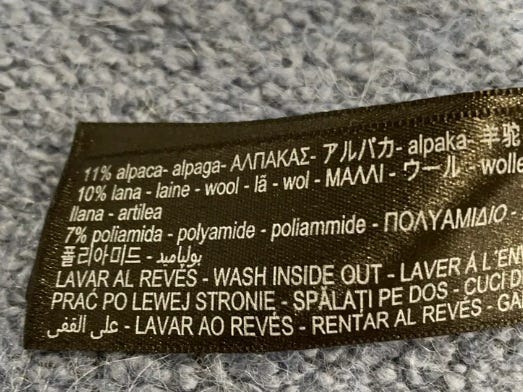 11% alpaca- alpaga- ΑΛΠΑΚΑΣ- アルパカ- alpaka- 羊驼
10% lana - laine - wool - lã - wol - ΜΑΛΛΙ - ウール - wolle
llana - artilea
7% poliamida - polyamide - poliammide - ΠΟΛΥΑΜΙΔΙΟ -
폴리아미드 - بولياميد
LAVAR AL REVÉS - WASH INSIDE OUT - LAVER À L'EN
PRAĆ PO LEWEJ STRONIE - SPĂLAȚI PE DOS - CUCI D
على القفى - LAVAR AO REVÉS - RENTAR AL REVÉS - GA